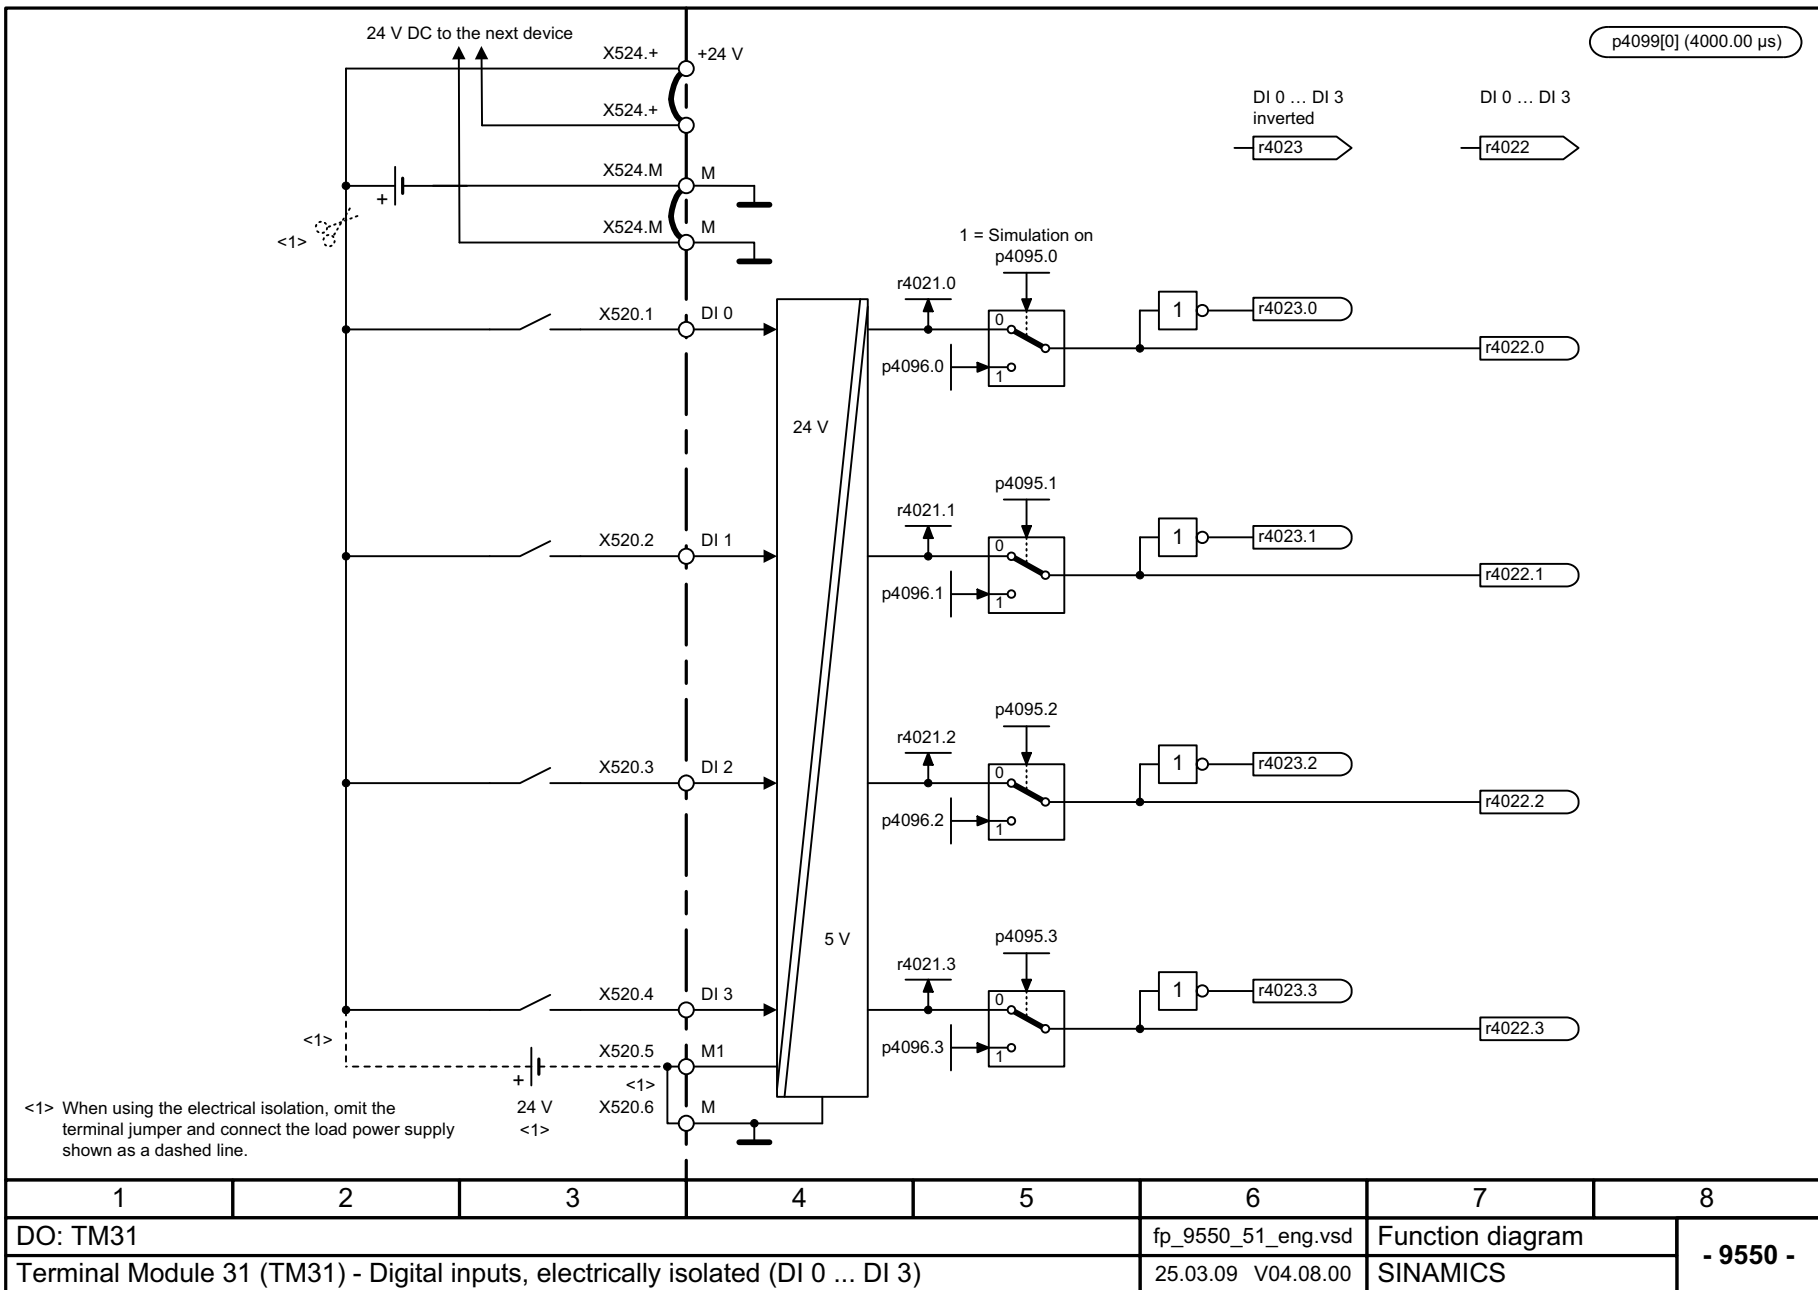 24 V DC to the next device
X524.+
+24 V
p4099[0] (4000.00 µs)
X524.+
DI 0 ... DI 3
inverted
r4023
DI 0 ... DI 3
r4022
X524.M
M
+
<1>
X524.M
M
1 = Simulation on
p4095.0
r4021.0
X520.1
DI 0
0
p4096.0
1
1
r4023.0
r4022.0
24 V
p4095.1
r4021.1
X520.2
DI 1
0
p4096.1
1
1
r4023.1
r4022.1
p4095.2
r4021.2
X520.3
DI 2
0
p4096.2
1
1
r4023.2
r4022.2
5 V
p4095.3
r4021.3
X520.4
DI 3
0
p4096.3
1
1
r4023.3
r4022.3
<1>
X520.5
M1
+
<1>
24 V
<1>
X520.6
M
<1> When using the electrical isolation, omit the
terminal jumper and connect the load power supply
shown as a dashed line.
1 2 3 4 5 6 7 8
DO: TM31
fp_9550_51_eng.vsd
Function diagram
- 9550 -
Terminal Module 31 (TM31) - Digital inputs, electrically isolated (DI 0 ... DI 3)
25.03.09 V04.08.00
SINAMICS